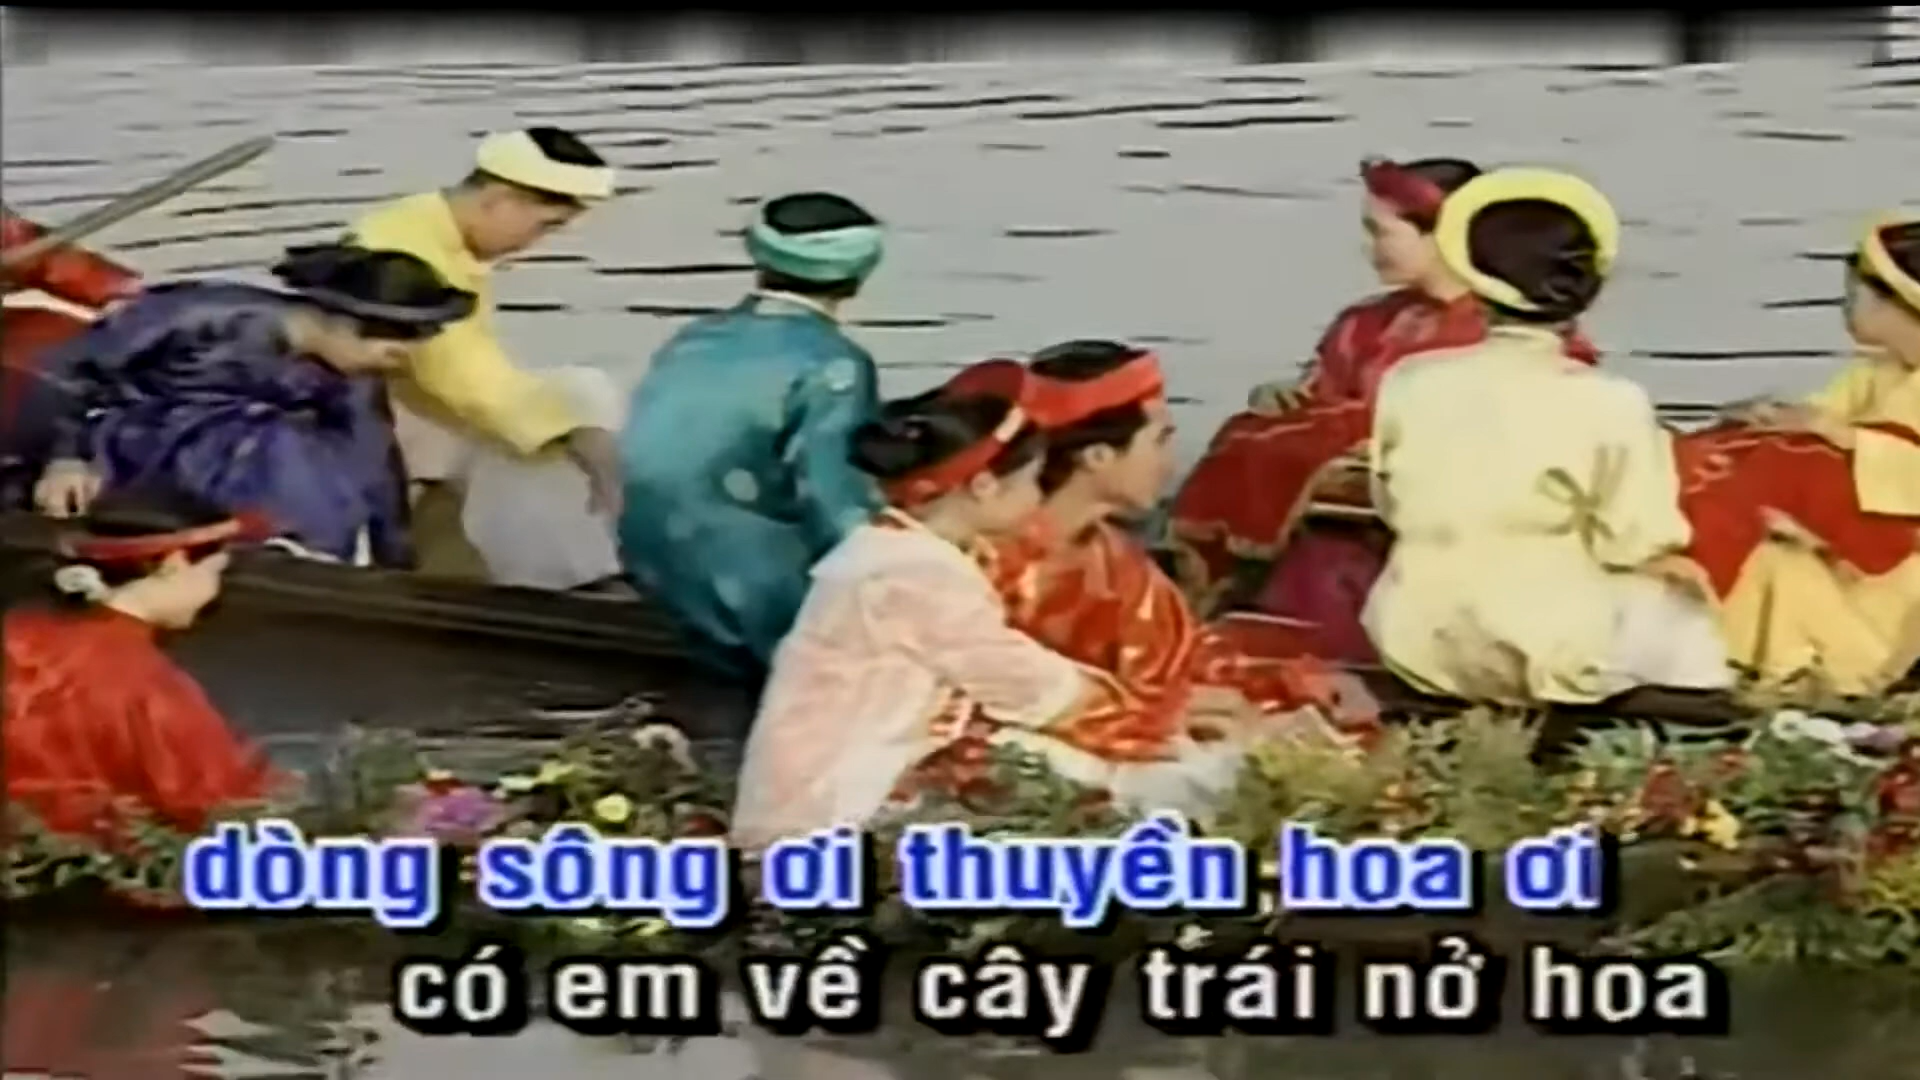 dòng sông ơi thuyền hoa ơi
có em về cây trái nở hoa